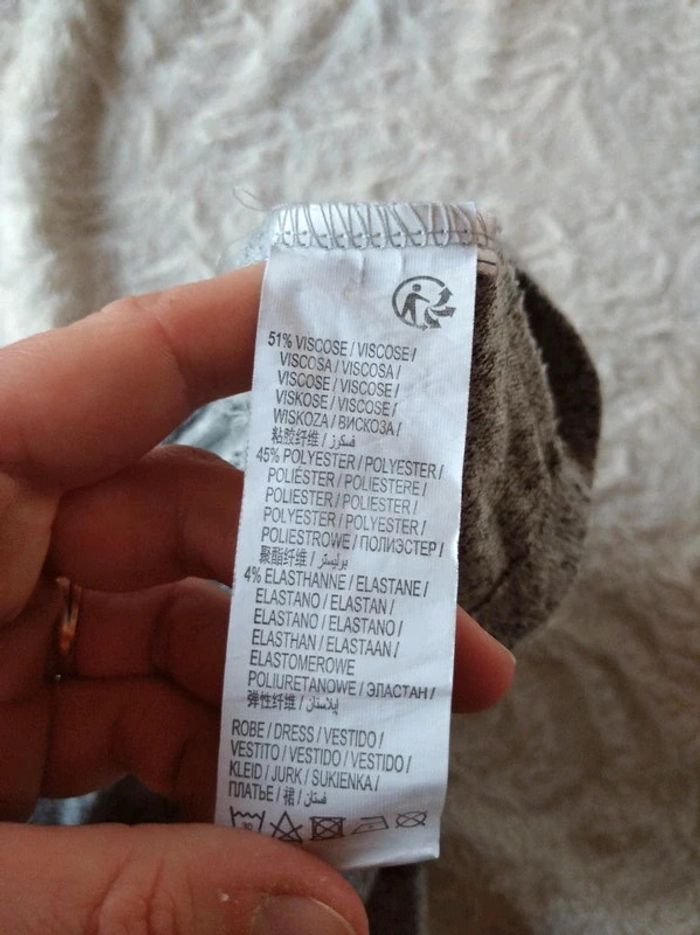 51% VISCOSE / VISCOSE /
VISCOSA / VISCOSA /
VISCOSE / VISCOSE /
VISKOSE / VISCOSE /
WISKOZA / ВИСКОЗА /
粘胶纤维 / فسكوز
45% POLYESTER / POLYESTER /
POLIÉSTER / POLIESTERE /
POLIESTER / POLIESTER /
POLYESTER / POLYESTER /
POLIESTROWE / ПОЛИЭСТЕР /
聚酯纤维 / بوليستر
4% ELASTHANNE / ELASTANE /
ELASTANO / ELASTAN /
ELASTANO / ELASTANO /
ELASTHAN / ELASTAAN /
ELASTOMEROWE
POLIURETANOWE / ЭЛАСТАН /
弹性纤维 / إيلاستان
ROBE / DRESS / VESTIDO /
VESTITO / VESTIDO / VESTIDO /
KLEID / JURK / SUKIENKA /
ПЛАТЬЕ / 裙 / فستان
30